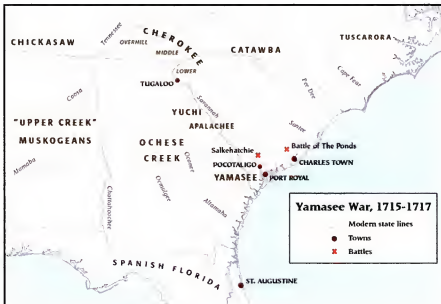 CHICKASAW
Tennessee
CHEROKEE
OVERHILL
MIDDLE
LOWER
CATAWBA
TUSCARORA
TUGALOO
Cape Fear
Pee Dee
Coosa
Savannah
YUCHI
"UPPER CREEK"
MUSKOGEANS
APALACHEE
Santee
OCHESE
CREEK
Salkehatchie
Battle of The Ponds
CHARLES TOWN
POCOTALIGO
YAMASEE
PORT ROYAL
Alabama
Chattahoochee
Ocmulgee
Oconee
Altamaha
Yamasee War, 1715-1717
Modern state lines
Towns
Battles
SPANISH FLORIDA
ST. AUGUSTINE